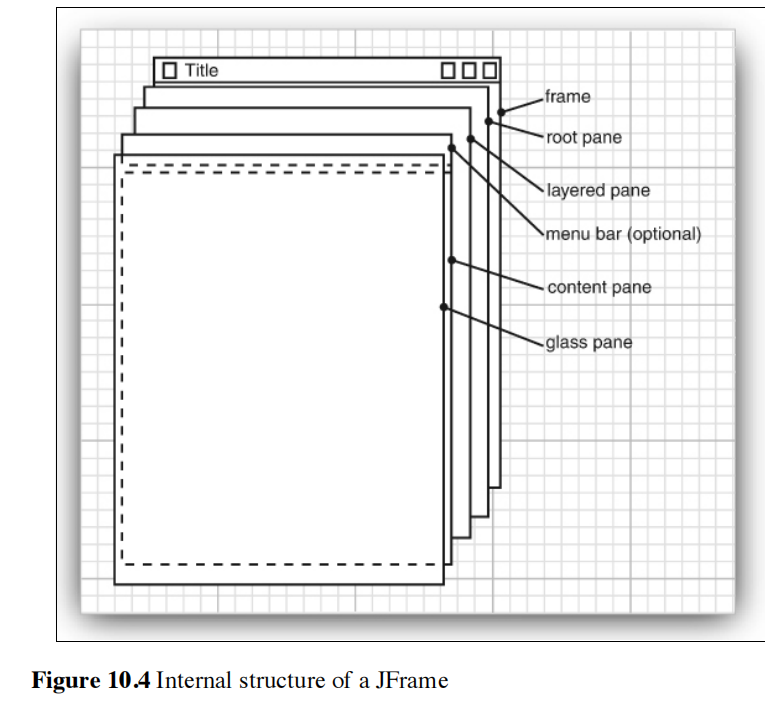 Title
frame
root pane
layered pane
menu bar (optional)
content pane
glass pane
Figure 10.4 Internal structure of a JFrame